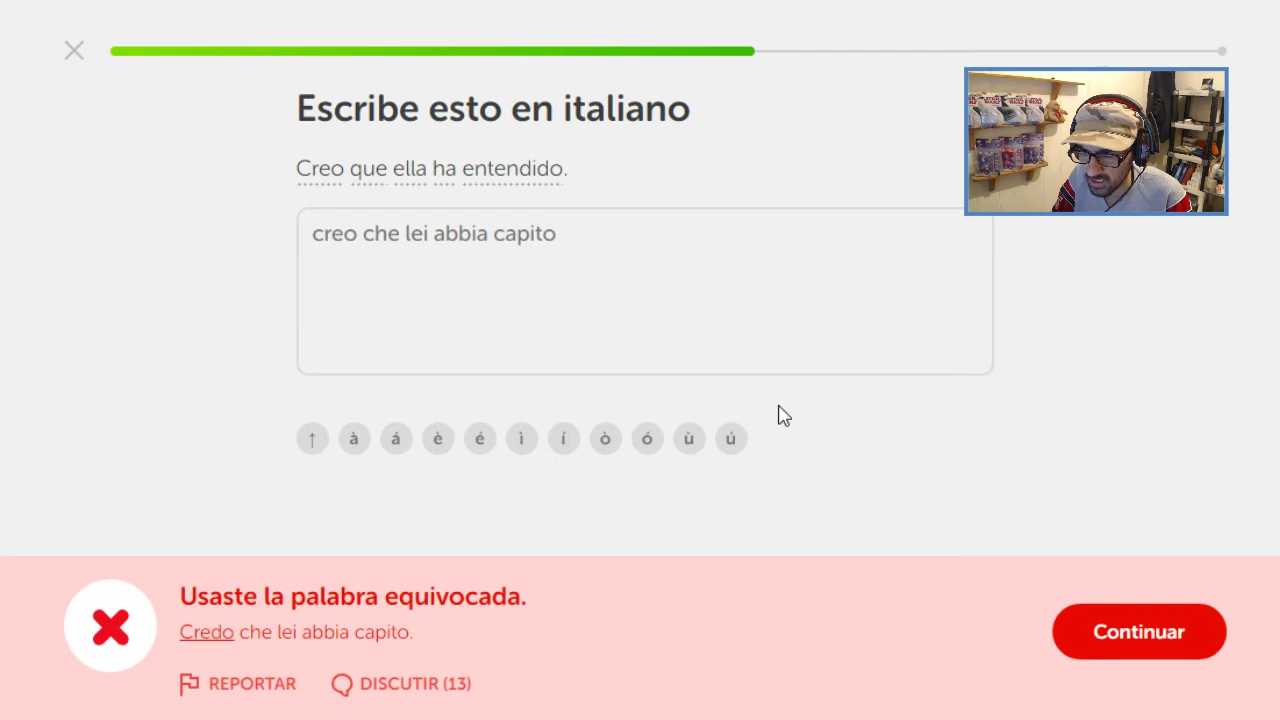 Escribe esto en italiano
Creo que ella ha entendido.
creo che lei abbia capito
↑ à á è é ì í ò ó ù ú
Usaste la palabra equivocada.
Credo che lei abbia capito.
REPORTAR DISCUTIR (13)
Continuar